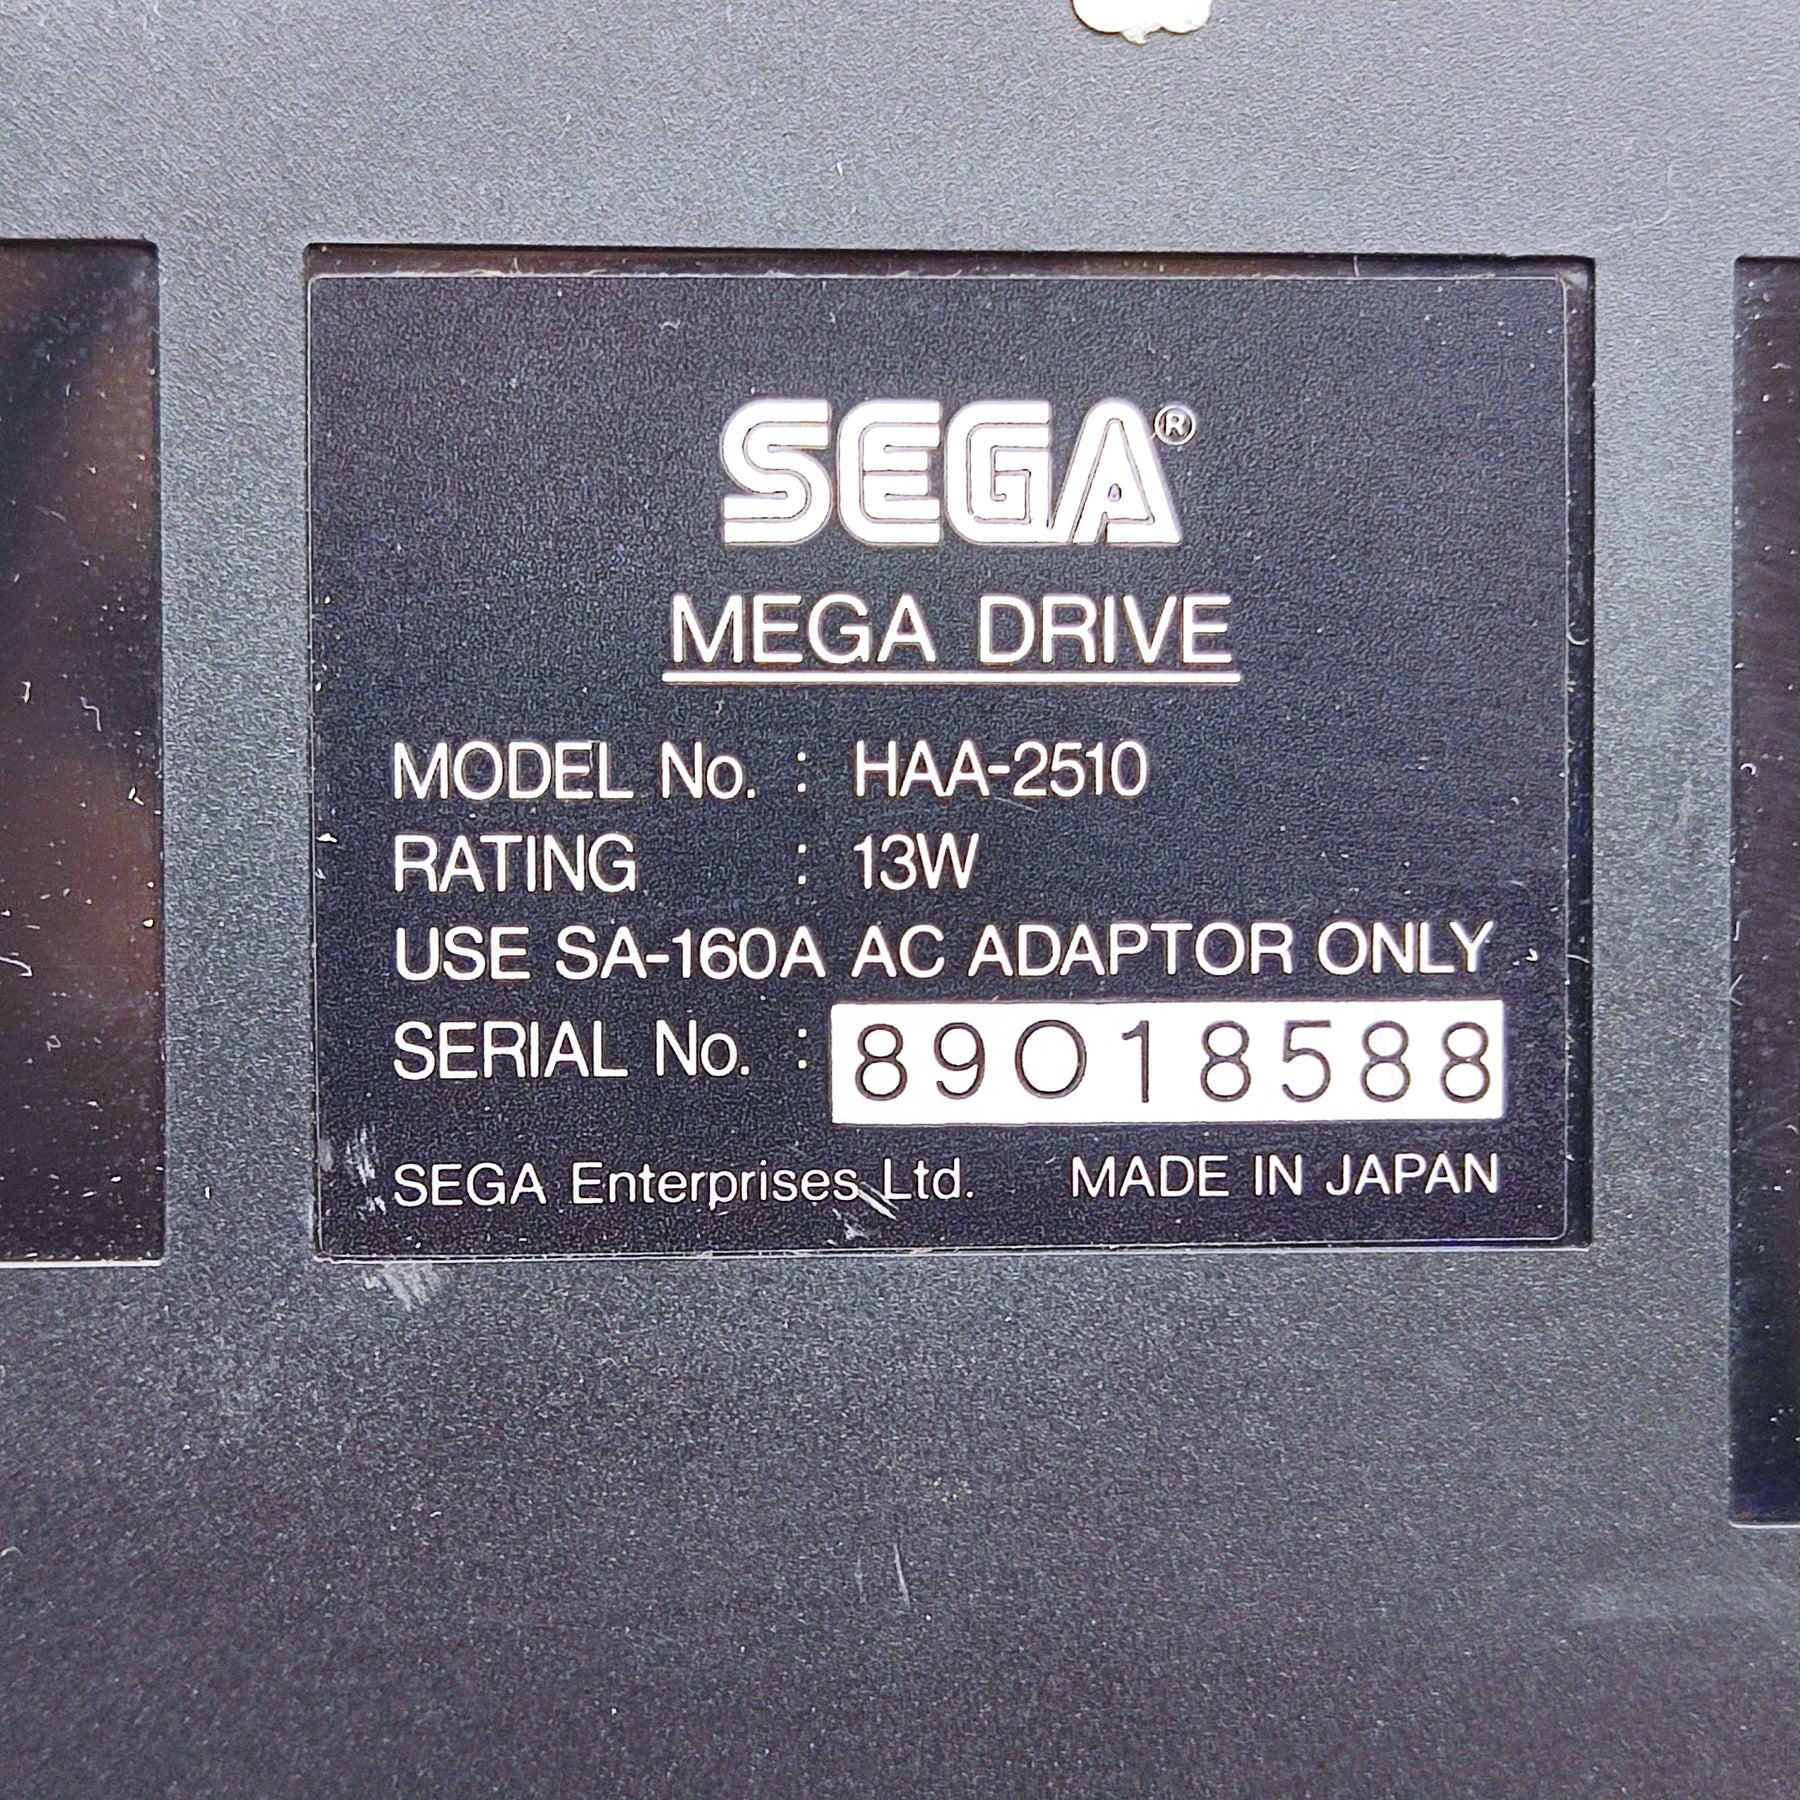 SEGA®
MEGA DRIVE
MODEL No. : HAA-2510
RATING : 13W
USE SA-160A AC ADAPTOR ONLY
SERIAL No. : 89018588
SEGA Enterprises Ltd. MADE IN JAPAN